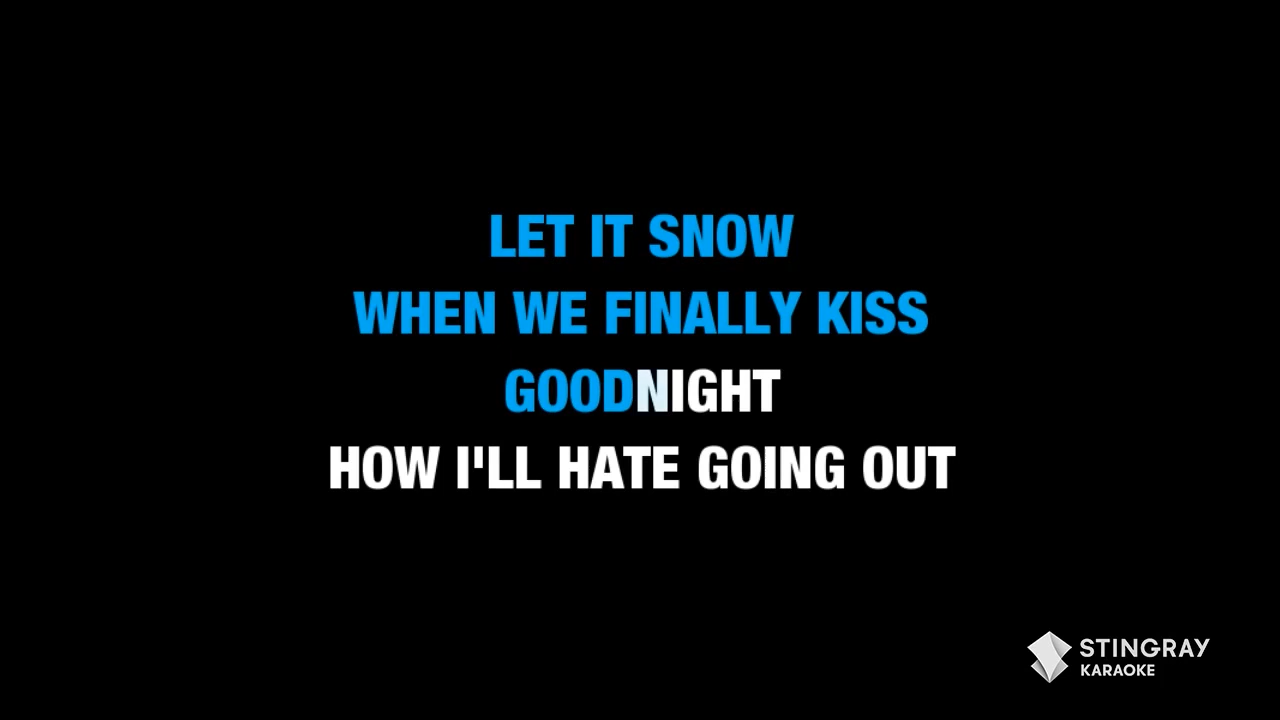 LET IT SNOW
WHEN WE FINALLY KISS
GOODNIGHT
HOW I'LL HATE GOING OUT
STINGRAY
KARAOKE